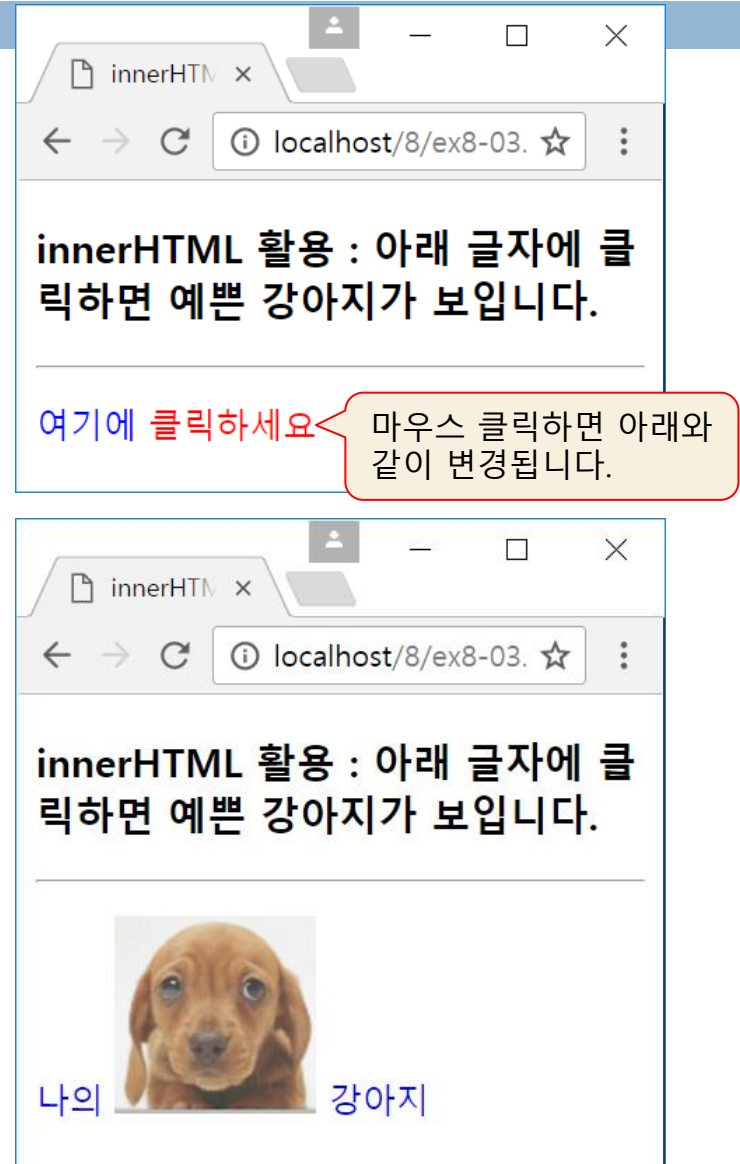 innerHTM
localhost/8/ex8-03.
innerHTML 활용 : 아래 글자에 클
릭하면 예쁜 강아지가 보입니다.
여기에 클릭하세요
마우스 클릭하면 아래와
같이 변경됩니다.
innerHTM
localhost/8/ex8-03.
innerHTML 활용 : 아래 글자에 클
릭하면 예쁜 강아지가 보입니다.
나의 강아지